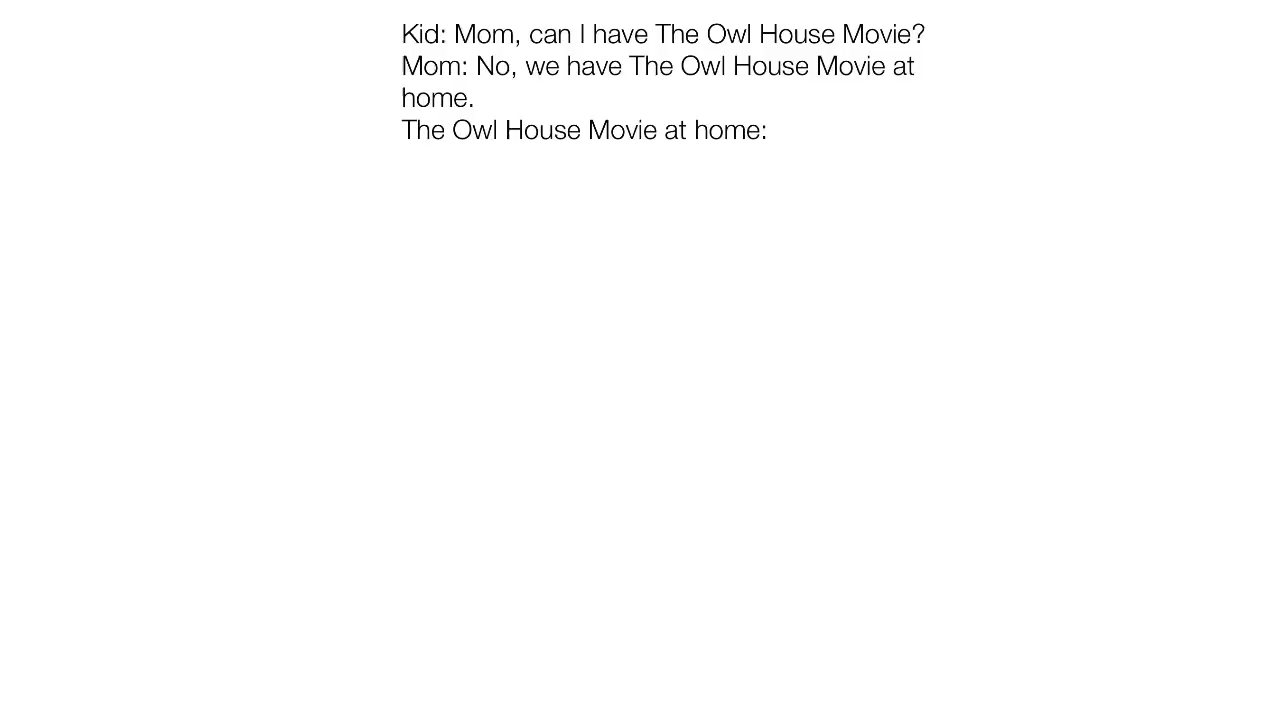 Kid: Mom, can I have The Owl House Movie?
Mom: No, we have The Owl House Movie at
home.
The Owl House Movie at home: